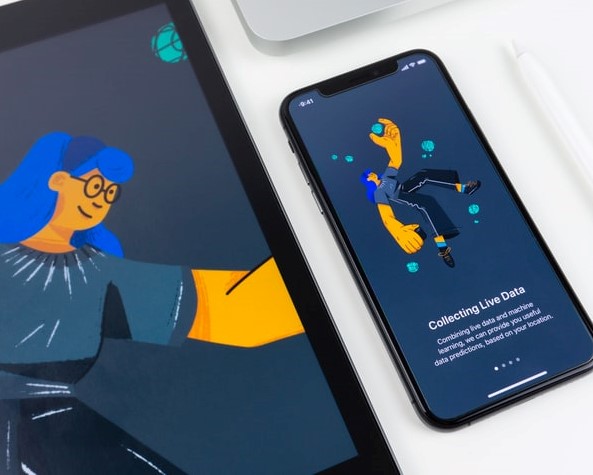 9:41
Collecting Live Data
Combining live data and machine
learning, we can provide you useful
data predictions, based on your location.